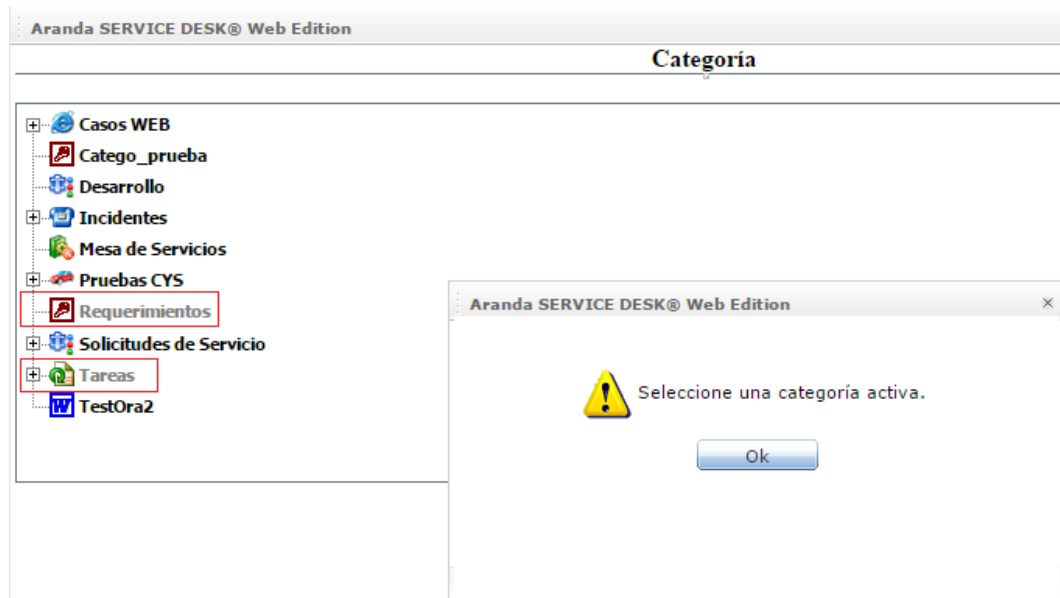 Aranda SERVICE DESK® Web Edition
Categoría
Casos WEB
Catego_prueba
Desarrollo
Incidentes
Mesa de Servicios
Pruebas CYS
Requerimientos
Solicitudes de Servicio
Tareas
TestOra2
Aranda SERVICE DESK® Web Edition
Seleccione una categoría activa.
Ok